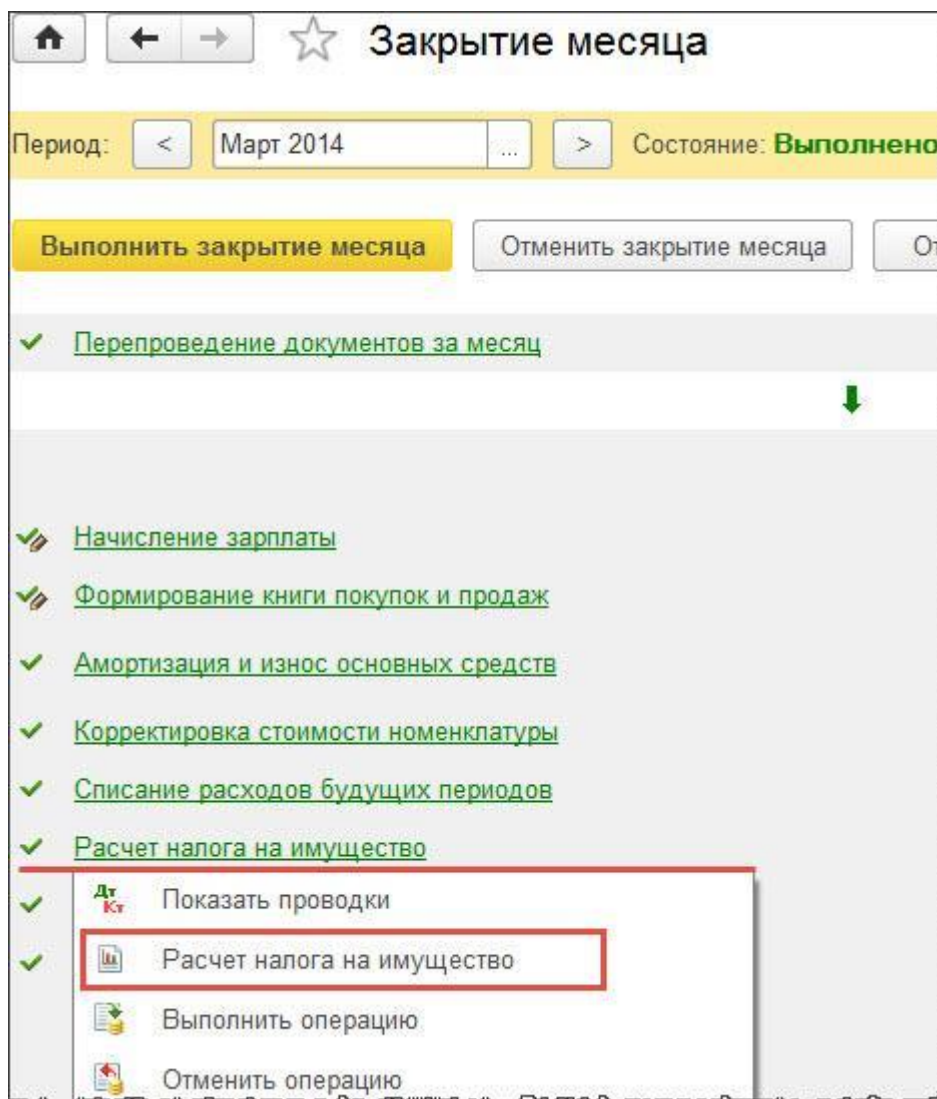 Закрытие месяца
Период: < Март 2014 ... > Состояние: Выполнено
Выполнить закрытие месяца Отменить закрытие месяца
Перепроведение документов за месяц
Начисление зарплаты
Формирование книги покупок и продаж
Амортизация и износ основных средств
Корректировка стоимости номенклатуры
Списание расходов будущих периодов
Расчет налога на имущество
Дт Кт Показать проводки
Расчет налога на имущество
Выполнить операцию
Отменить операцию